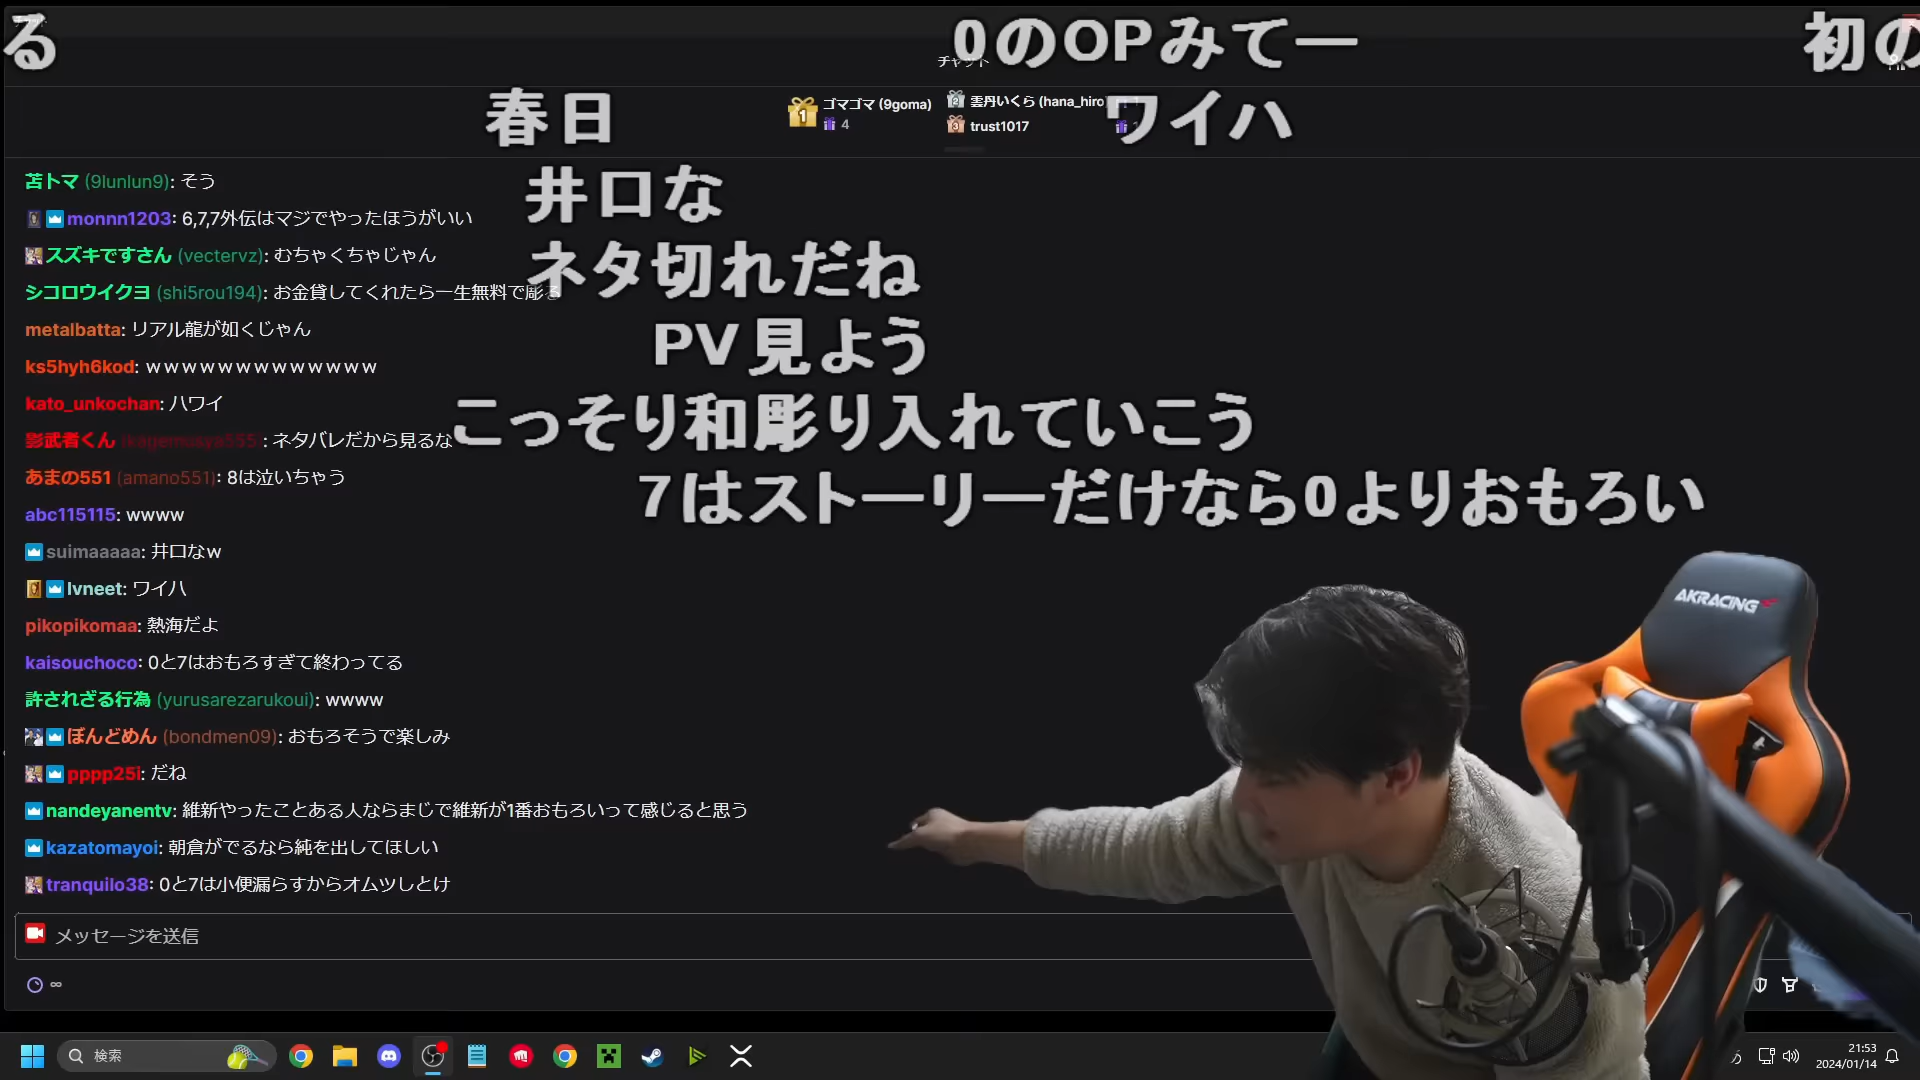 る
0のOPみてー
初の
チャット
春日
ゴマゴマ (9goma)
4
雲丹いくら (hana_hiro
trust1017
ワイハ
苔トマ (9lunlun9): そう
井口な
monnn1203: 6,7,7外伝はマジでやったほうがいい
スズキですさん (vectervz): むちゃくちゃじゃん
ネタ切れだね
シコロウイクヨ (shi5rou194): お金貸してくれたら一生無料で彫る
metalbatta: リアル龍が如くじゃん
PV見よう
ks5hyh6kod: ｗｗｗｗｗｗｗｗｗｗｗｗｗ
kato_unkochan: ハワイ
こっそり和彫り入れていこう
影武者くん (kagemusya555): ネタバレだから見るな
あまの551 (amano551): 8は泣いちゃう
7はストーリーだけなら0よりおもろい
abc115115: wwww
suimaaaaa: 井口なw
lvneet: ワイハ
pikopikomaa: 熱海だよ
kaisouchoco: 0と7はおもろすぎて終わってる
許されざる行為 (yurusarezarukoui): wwww
ぼんどめん (bondmen09): おもろそうで楽しみ
pppp25i: だね
nandeyanentv: 維新やったことある人ならまじで維新が1番おもろいって感じると思う
kazatomayoi: 朝倉がでるなら純を出してほしい
tranquilo38: 0と7は小便漏らすからオムツしとけ
AKRACING
メッセージを送信
∞
検索
21:53
2024/01/14